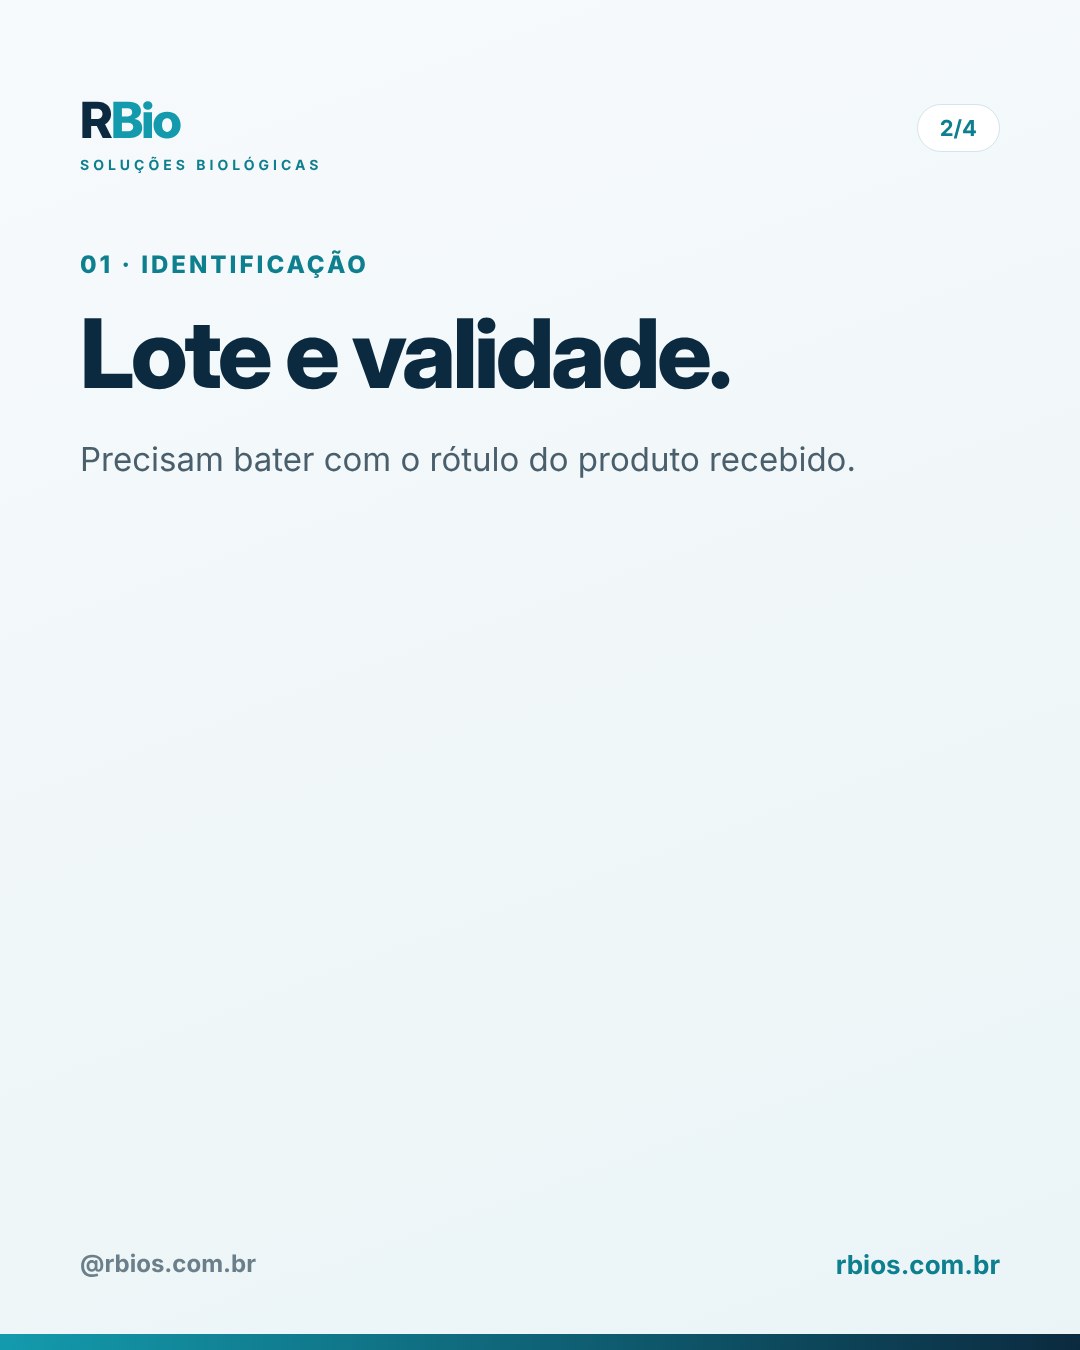 RBio
SOLUÇÕES BIOLÓGICAS
2/4
01 · IDENTIFICAÇÃO
Lote e validade.
Precisam bater com o rótulo do produto recebido.
@rbios.com.br
rbios.com.br